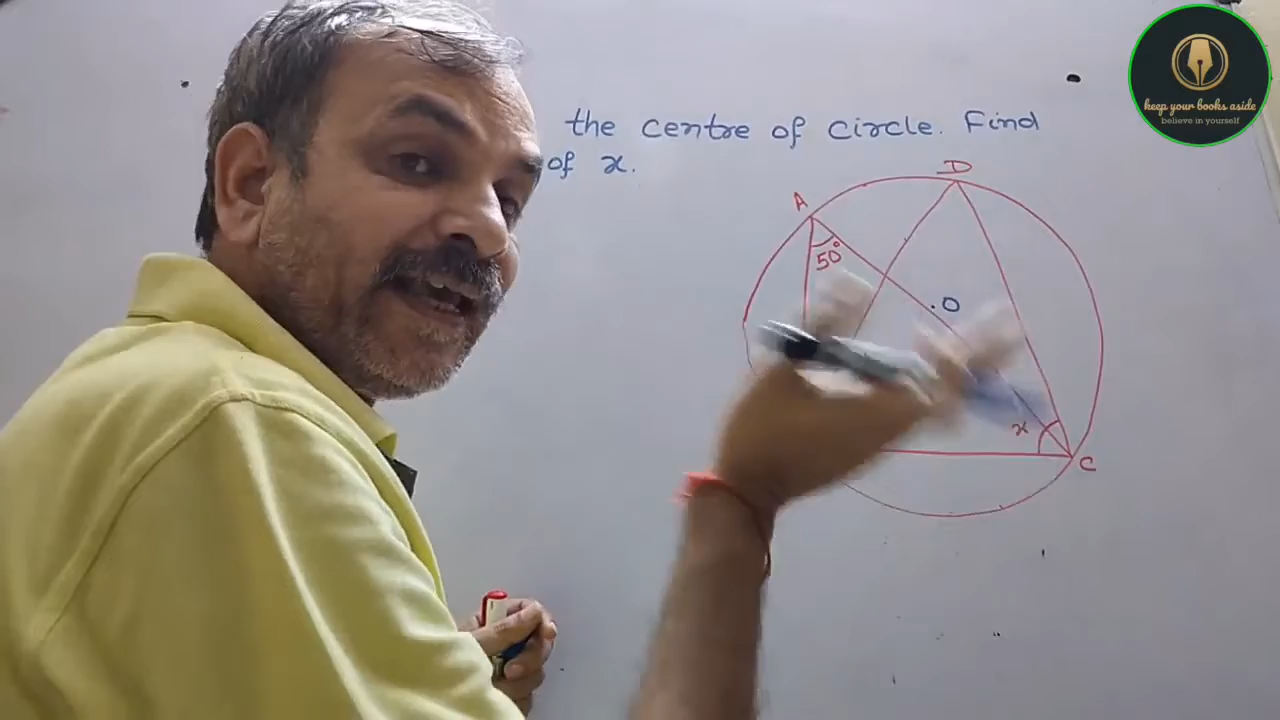 the centre of circle. Find
of x.
D
A
50°
O
x
C
keep your books aside
believe in yourself